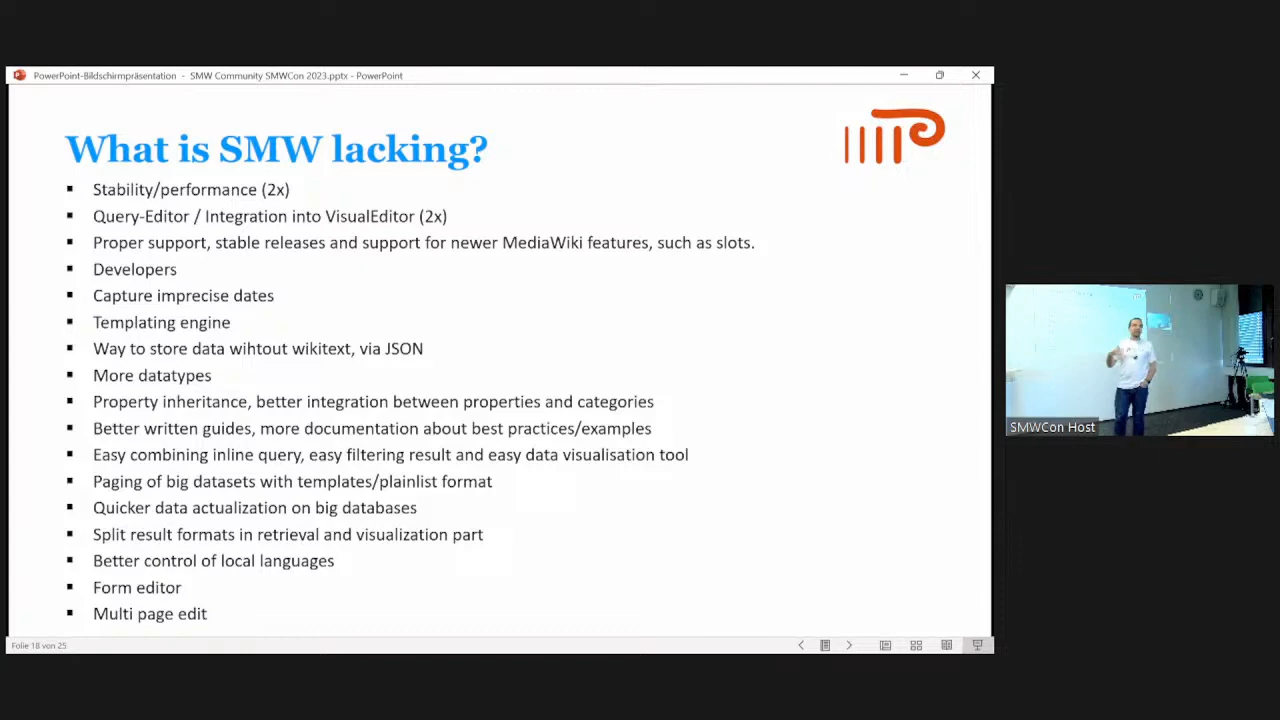 PowerPoint-Bildschirmpräsentation - SMW Community SMWCon 2023.pptx - PowerPoint
What is SMW lacking?
Stability/performance (2x)
Query-Editor / Integration into VisualEditor (2x)
Proper support, stable releases and support for newer MediaWiki features, such as slots.
Developers
Capture imprecise dates
Templating engine
Way to store data wihtout wikitext, via JSON
More datatypes
Property inheritance, better integration between properties and categories
Better written guides, more documentation about best practices/examples
Easy combining inline query, easy filtering result and easy data visualisation tool
Paging of big datasets with templates/plainlist format
Quicker data actualization on big databases
Split result formats in retrieval and visualization part
Better control of local languages
Form editor
Multi page edit
Folie 18 von 25
SMWCon Host